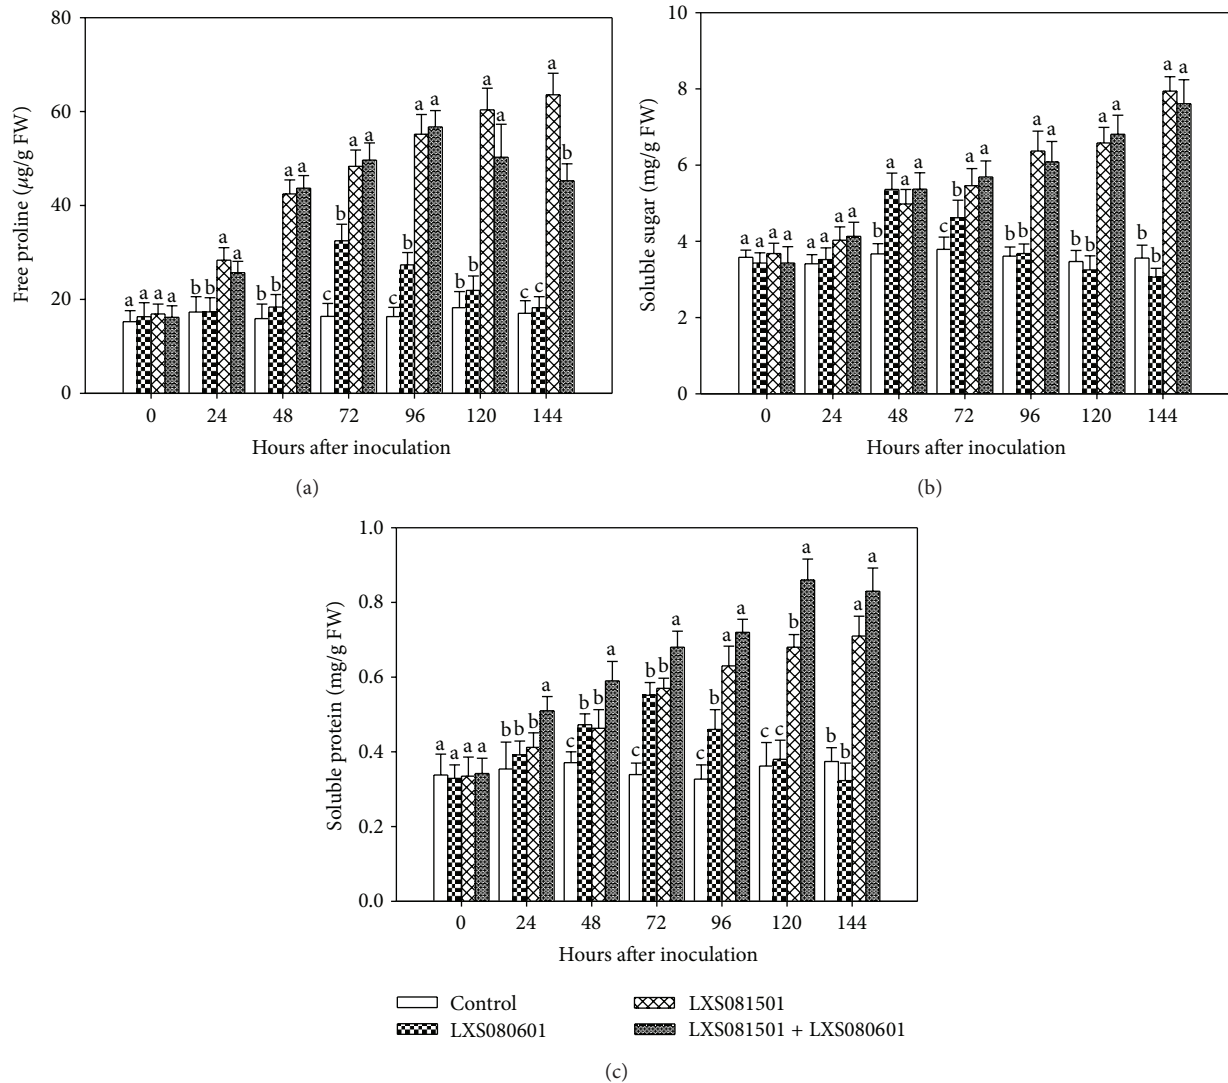 80
60
40
20
0
Free proline (µg/g FW)
a a a a
b b a a
b b a a
c b a a
c b a a
b b a a
b b a b
0 24 48 72 96 120 144
Hours after inoculation
(a)
10
8
6
4
2
0
Soluble sugar (mg/g FW)
a a a a
a a a a
b a a a
c b a a
b b a a
b b a a
b b a a
0 24 48 72 96 120 144
Hours after inoculation
(b)
1.0
0.8
0.6
0.4
0.2
0.0
Soluble protein (mg/g FW)
a a a a
b b b a
c b b a
c b b a
c b a a
c c b a
b b a a
0 24 48 72 96 120 144
Hours after inoculation
Control
LXS080601
LXS081501
LXS081501 + LXS080601
(c)